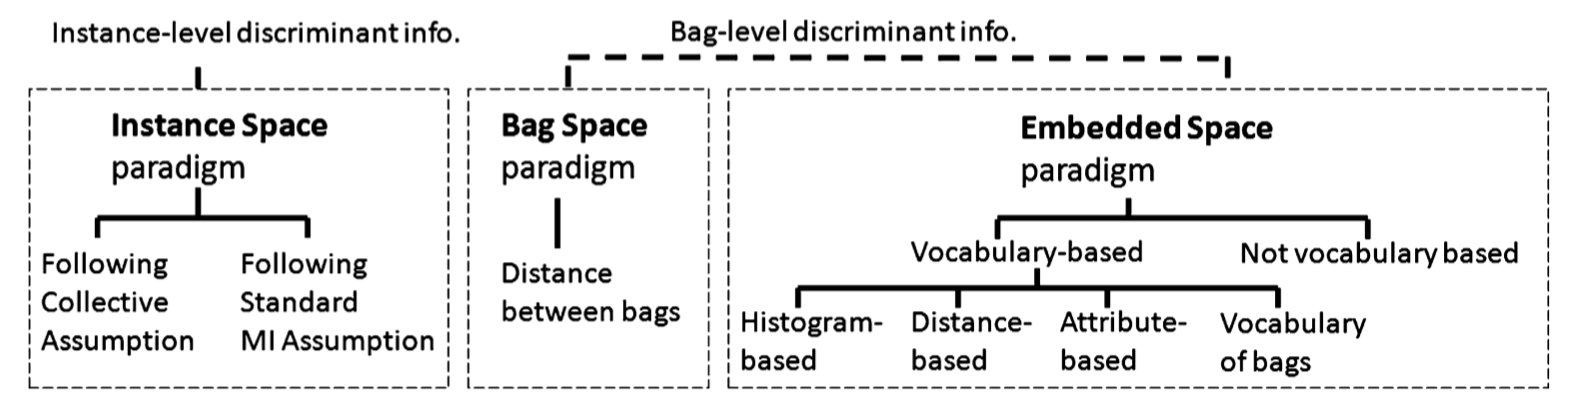 Instance-level discriminant info.
Bag-level discriminant info.
Instance Space
paradigm
Following
Collective
Assumption
Following
Standard
MI Assumption
Bag Space
paradigm
Distance
between bags
Embedded Space
paradigm
Vocabulary-based
Not vocabulary based
Histogram-
based
Distance-
based
Attribute-
based
Vocabulary
of bags